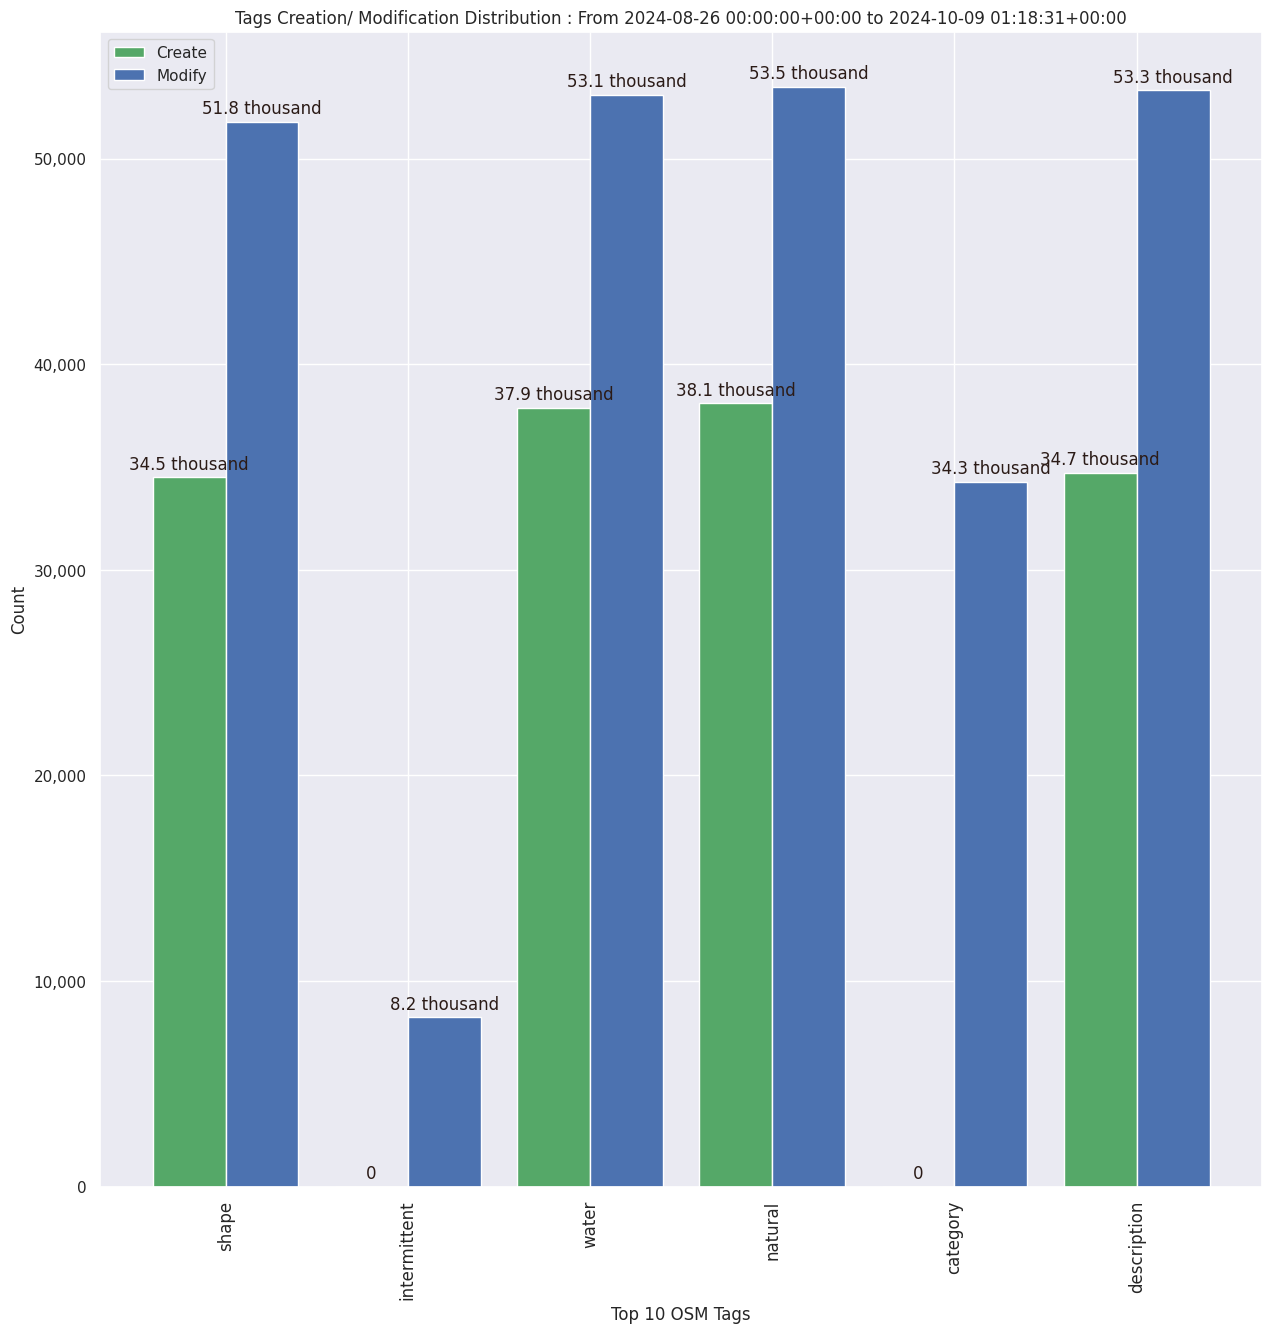 Tags Creation/ Modification Distribution : From 2024-08-26 00:00:00+00:00 to 2024-10-09 01:18:31+00:00
Create
Modify
51.8 thousand
53.1 thousand
53.5 thousand
53.3 thousand
50,000
40,000
37.9 thousand
38.1 thousand
34.5 thousand
34.3 thousand
34.7 thousand
30,000
Count
20,000
10,000
8.2 thousand
0
0
0
shape
intermittent
water
natural
category
description
Top 10 OSM Tags